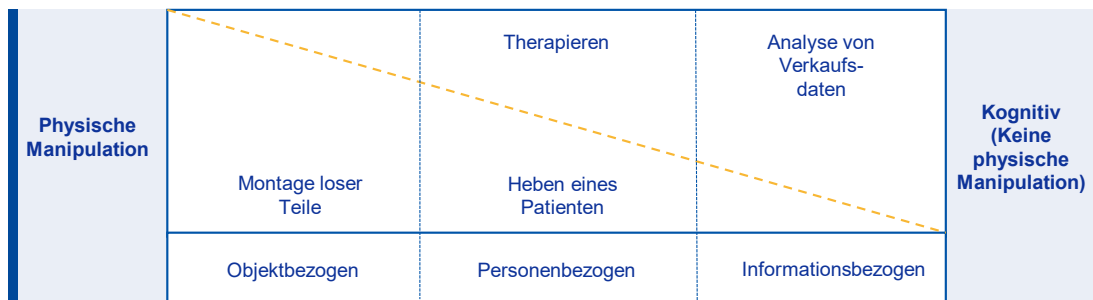 Physische
Manipulation
Therapieren
Analyse von
Verkaufs-
daten
Montage loser
Teile
Heben eines
Patienten
Kognitiv
(Keine
physische
Manipulation)
Objektbezogen
Personenbezogen
Informationsbezogen